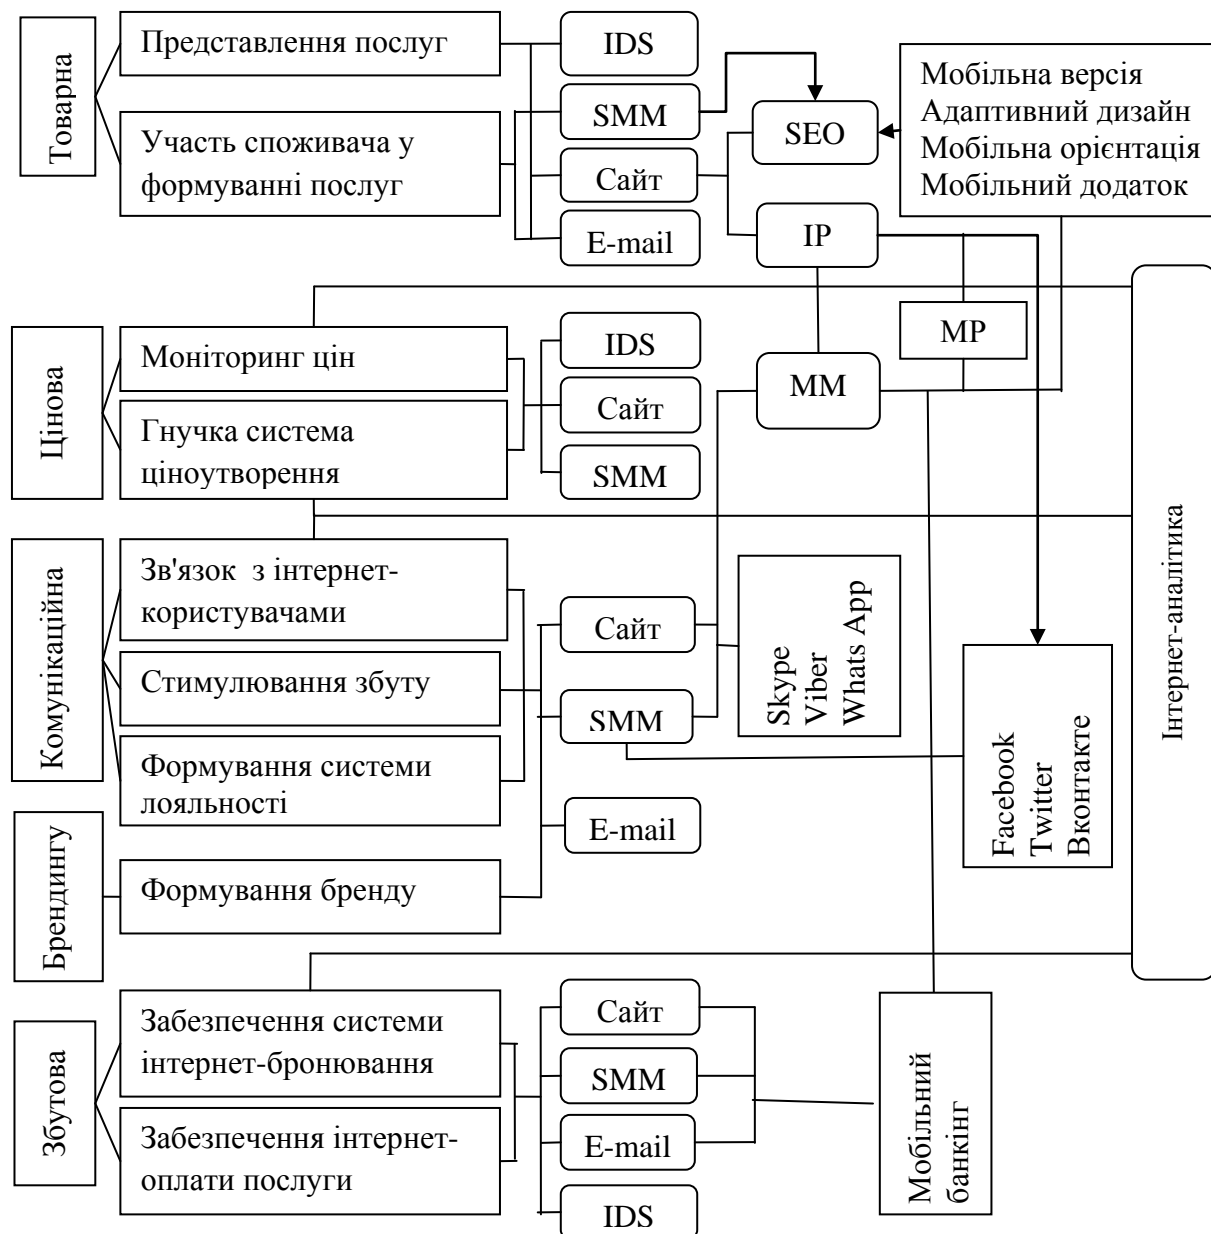 Товарна
Представлення послуг
Участь споживача у
формуванні послуг
IDS
SMM
Сайт
E-mail
SEO
IP
Мобільна версія
Адаптивний дизайн
Мобільна орієнтація
Мобільний додаток
Цінова
Моніторинг цін
Гнучка система
ціноутворення
IDS
Сайт
SMM
MM
MP
Інтернет-аналітика
Комунікаційна
Зв'язок з інтернет-
користувачами
Стимулювання збуту
Формування системи
лояльності
Сайт
SMM
E-mail
Skype
Viber
Whats App
Facebook
Twitter
Вконтакте
Брендингу
Формування бренду
Збутова
Забезпечення системи
інтернет-бронювання
Забезпечення інтернет-
оплати послуги
Сайт
SMM
E-mail
IDS
Мобільний
банкінг